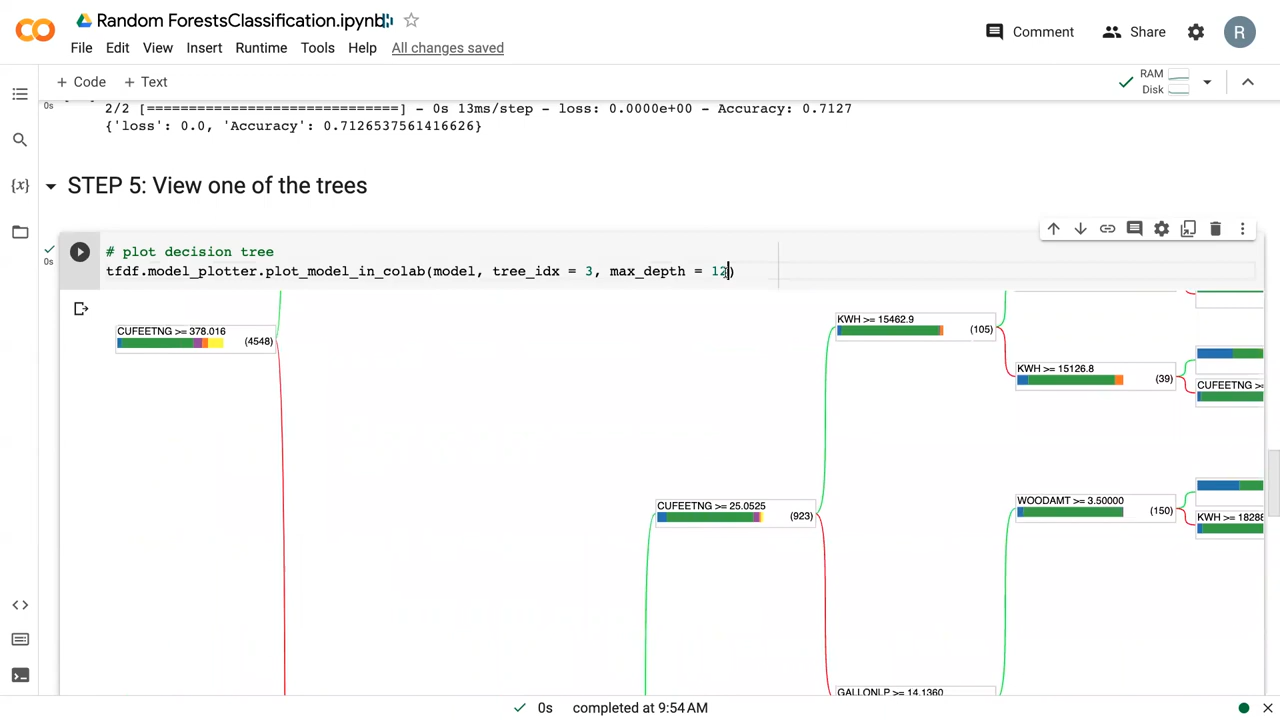 Random ForestsClassification.ipynb
File Edit View Insert Runtime Tools Help All changes saved
Comment
Share
R
+ Code + Text
RAM
Disk
0s
2/2 [==============================] - 0s 13ms/step - loss: 0.0000e+00 - Accuracy: 0.7127
{'loss': 0.0, 'Accuracy': 0.7126537561416626}
{x}
STEP 5: View one of the trees
0s
# plot decision tree
tfdf.model_plotter.plot_model_in_colab(model, tree_idx = 3, max_depth = 12)
CUFEETNG >= 378.016
(4548)
KWH >= 15462.9
(105)
KWH >= 15126.8
(39)
CUFEETNG >=
CUFEETNG >= 25.0525
(923)
WOODAMT >= 3.50000
(150)
KWH >= 18288
GALLONLP >= 14.1360
0s completed at 9:54 AM